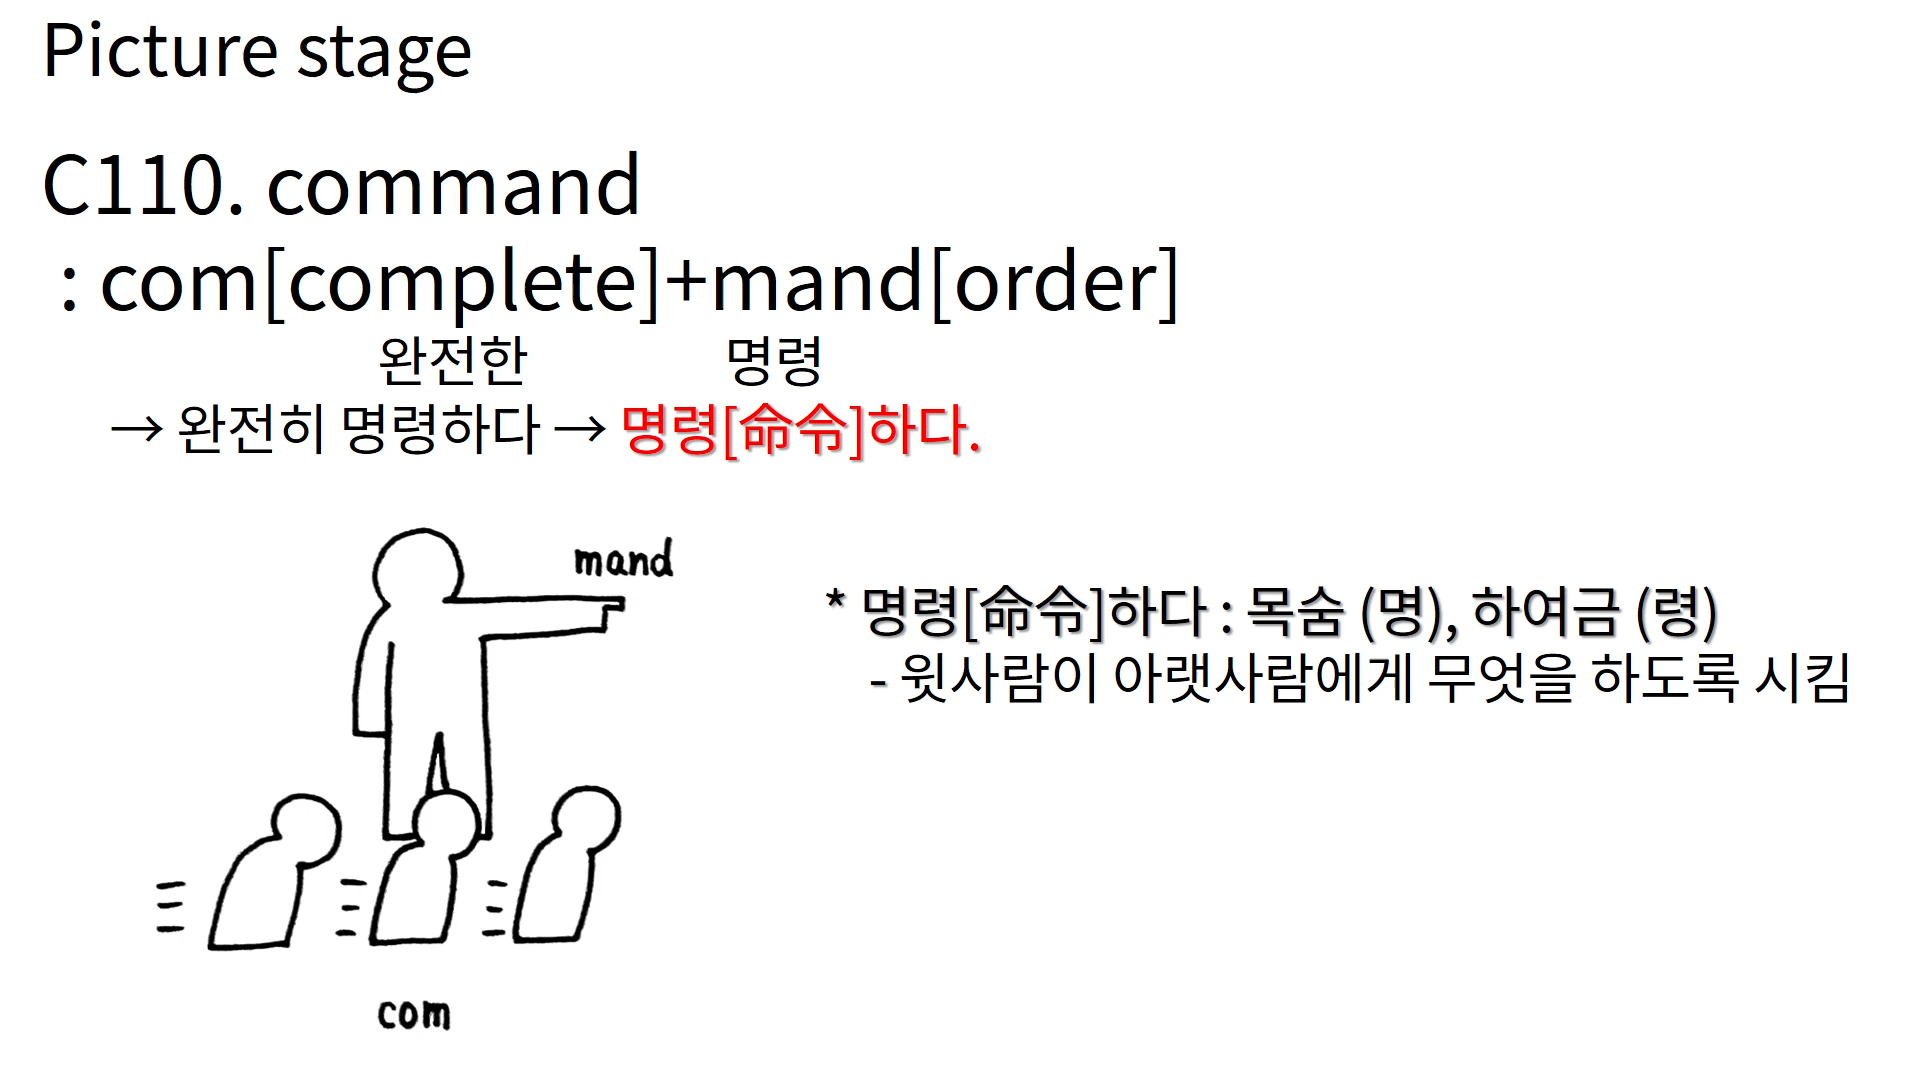 Picture stage
C110. command
: com[complete]+mand[order]
완전한 명령
→ 완전히 명령하다 → 명령[命令]하다.
mand
* 명령[命令]하다 : 목숨 (명), 하여금 (령)
- 윗사람이 아랫사람에게 무엇을 하도록 시킴
com